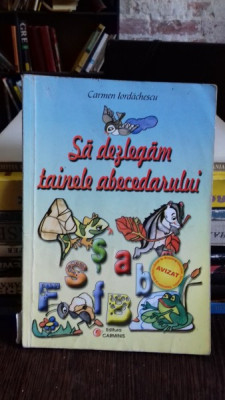 Carmen Iordăchescu
Să dezlegăm
tainele abecedarului
Ş a
S b
F f B
AVIZAT
Editura
CARMINIS